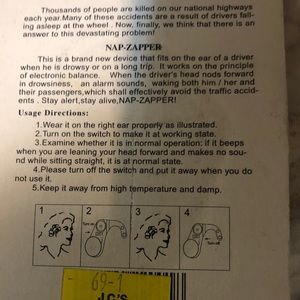 Thousands of people are killed on our national highways
each year.Many of these accidents are a result of drivers fall-
ing asleep at the wheel . Now, finally, we think that there is an
answer to this devastating problem!
NAP-ZAPPER
This is a brand new device that fits on the ear of a driver
when he is drowsy or on a long trip. It works on the principle
of electronic balance. When the driver's head nods forward
in drowsiness, an alarm sounds, waking both him / her and
their passengers,which shall effectively avoid the traffic accid-
ents . Stay alert,stay alive,NAP-ZAPPER!
Usage Directions:
1.Wear it on the right ear properly as illustrated.
2.Turn on the switch to make it at working state.
3.Examine whether it is in normal operation: if it beeps
when you are leaning your head forward and makes no sou-
nd while sitting straight, it is at normal state.
4.Please turn off the switch and put it away when you do
not use it.
5.Keep it away from high temperature and damp.
1 2 3 4
Turn on
Turn off
69-1
J.C'S